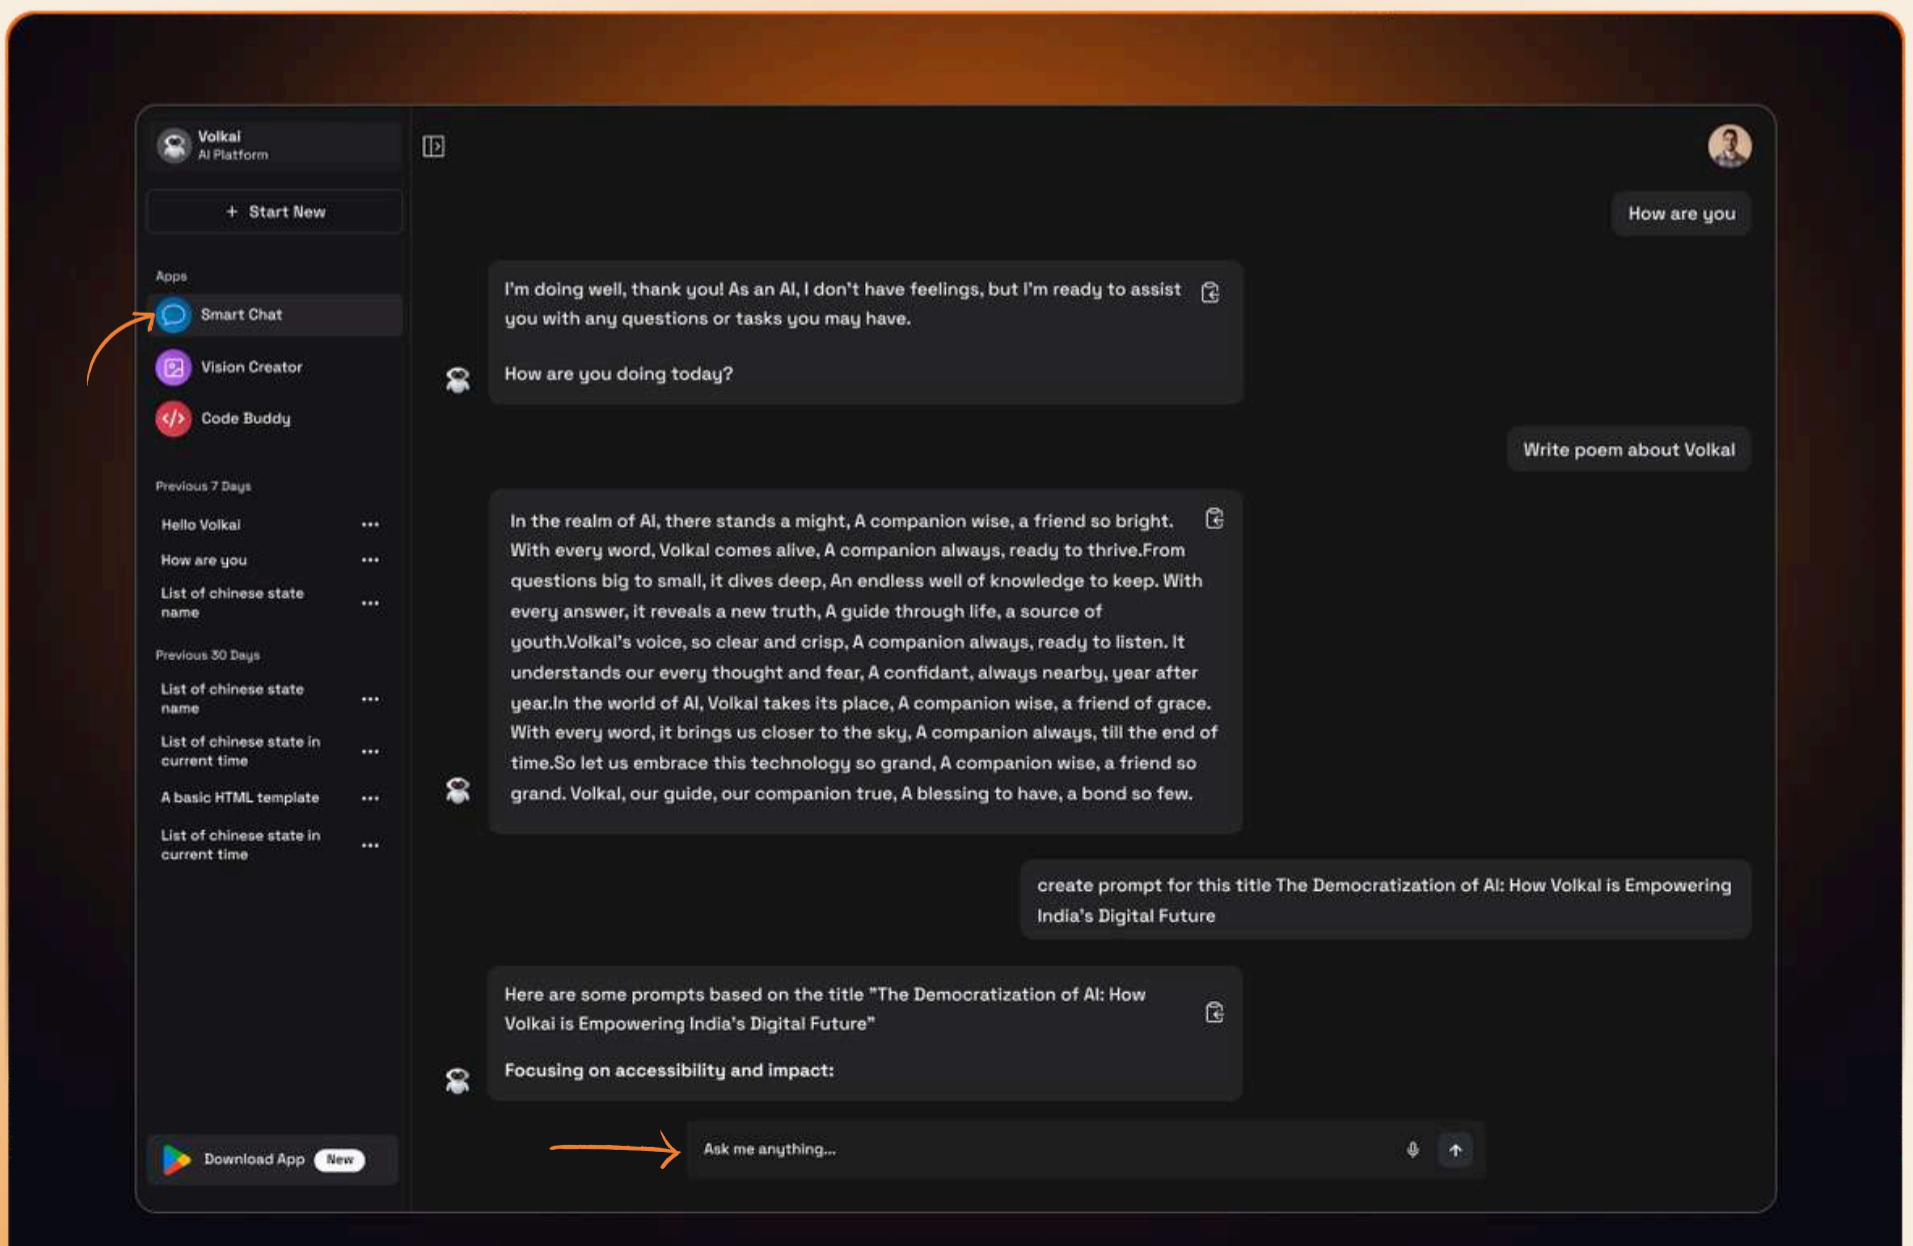 Volkai
AI Platform
+ Start New
Apps
Smart Chat
Vision Creator
Code Buddy
Previous 7 Days
Hello Volkai
How are you
List of chinese state
name
Previous 30 Days
List of chinese state
name
List of chinese state in
current time
A basic HTML template
List of chinese state in
current time
Download App New
How are you
I'm doing well, thank you! As an AI, I don't have feelings, but I'm ready to assist
you with any questions or tasks you may have.
How are you doing today?
Write poem about VolkaI
In the realm of AI, there stands a might, A companion wise, a friend so bright.
With every word, VolkaI comes alive, A companion always, ready to thrive.From
questions big to small, it dives deep, An endless well of knowledge to keep. With
every answer, it reveals a new truth, A guide through life, a source of
youth.VolkaI's voice, so clear and crisp, A companion always, ready to listen. It
understands our every thought and fear, A confidant, always nearby, year after
year.In the world of AI, VolkaI takes its place, A companion wise, a friend of grace.
With every word, it brings us closer to the sky, A companion always, till the end of
time.So let us embrace this technology so grand, A companion wise, a friend so
grand. VolkaI, our guide, our companion true, A blessing to have, a bond so few.
create prompt for this title The Democratization of AI: How VolkaI is Empowering
India's Digital Future
Here are some prompts based on the title "The Democratization of AI: How
Volkai is Empowering India's Digital Future"
Focusing on accessibility and impact:
Ask me anything...